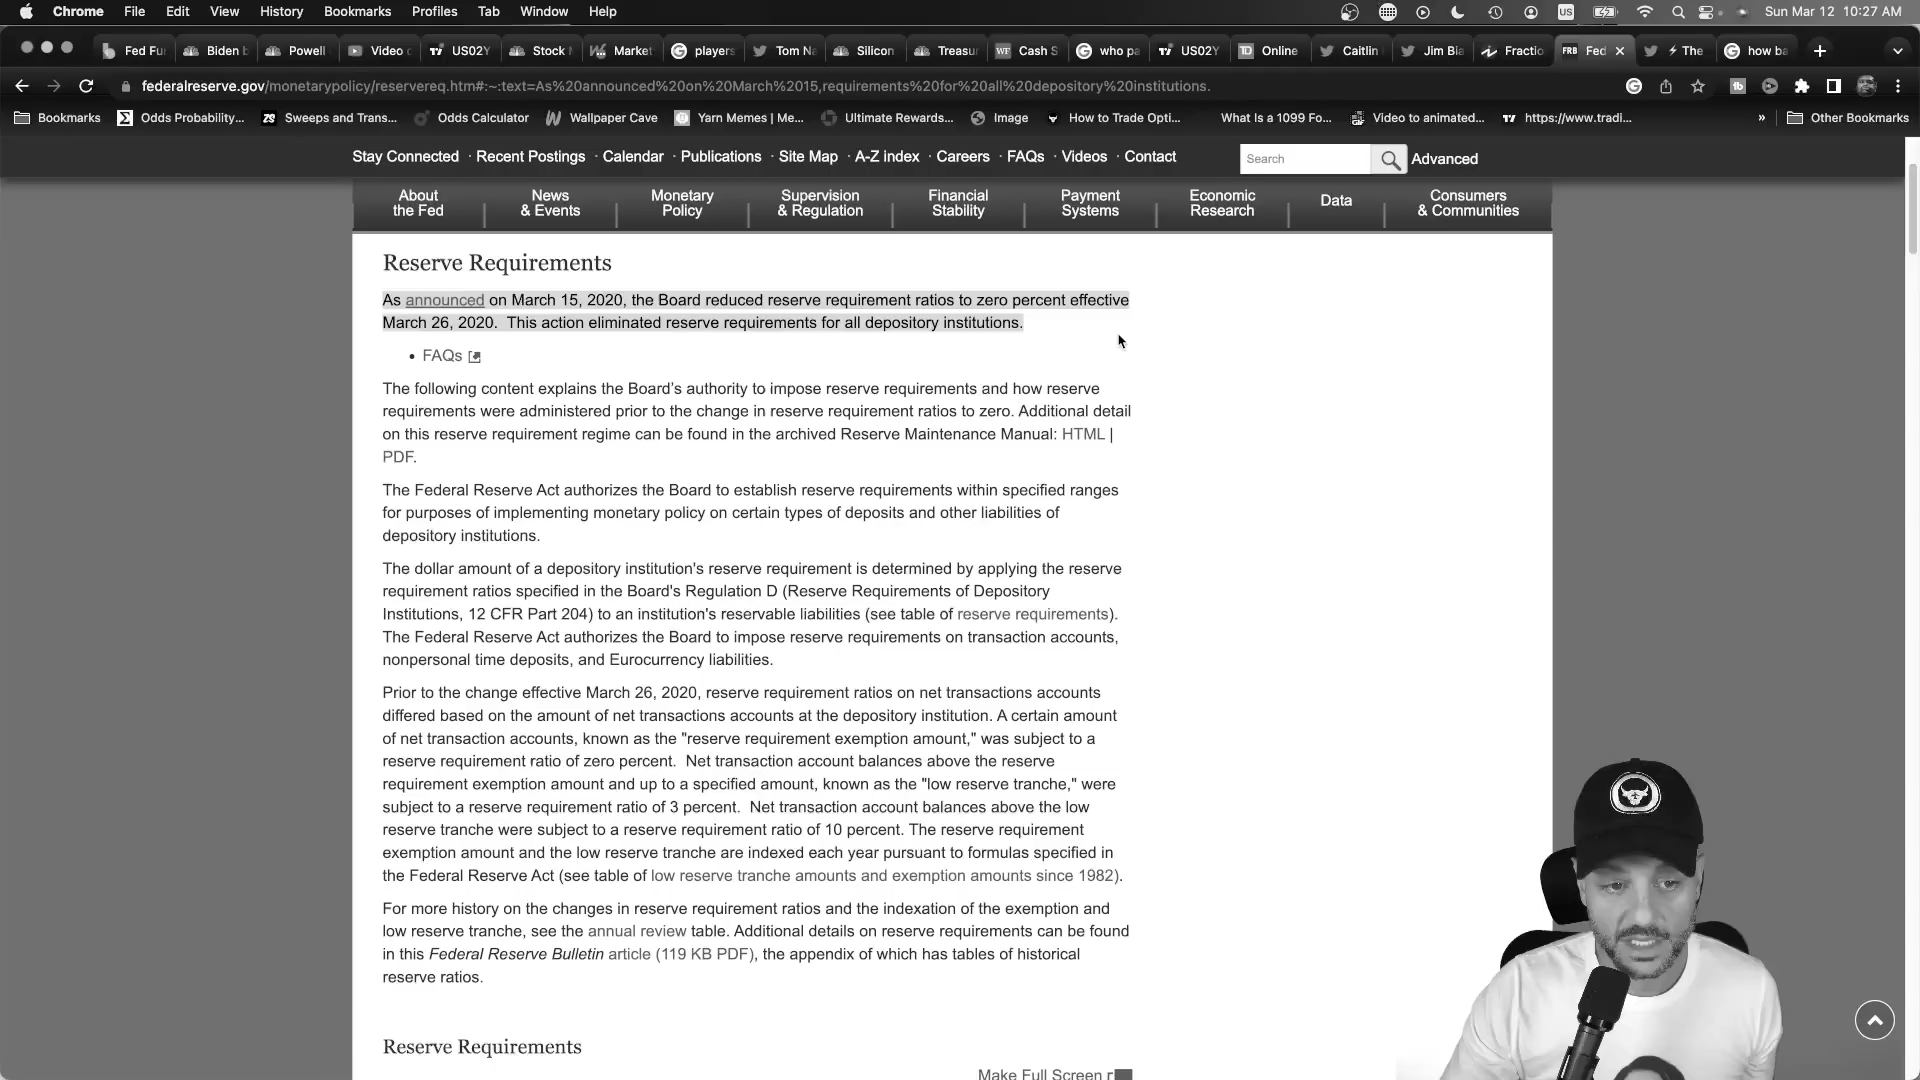 Chrome File Edit View History Bookmarks Profiles Tab Window Help US Sun Mar 12 10:27 AM
Fed Fu Biden b Powell Video c US02Y Stock M Market players Tom Na Silicon Treasur Cash S who pa US02Y Online Caitlin Jim Bia Fractio FRB Fed The how ba
federalreserve.gov/monetarypolicy/reservereq.htm#:~:text=As%20announced%20on%20March%2015,requirements%20for%20all%20depository%20institutions.
Bookmarks Odds Probability... Sweeps and Trans... Odds Calculator Wallpaper Cave Yarn Memes | Me... Ultimate Rewards... Image How to Trade Opti... What Is a 1099 Fo... Video to animated... https://www.tradi... » Other Bookmarks
Stay Connected · Recent Postings · Calendar · Publications · Site Map · A-Z index · Careers · FAQs · Videos · Contact Search Advanced
About the Fed
News & Events
Monetary Policy
Supervision & Regulation
Financial Stability
Payment Systems
Economic Research
Data
Consumers & Communities
Reserve Requirements
As announced on March 15, 2020, the Board reduced reserve requirement ratios to zero percent effective
March 26, 2020.  This action eliminated reserve requirements for all depository institutions.
• FAQs
The following content explains the Board's authority to impose reserve requirements and how reserve
requirements were administered prior to the change in reserve requirement ratios to zero. Additional detail
on this reserve requirement regime can be found in the archived Reserve Maintenance Manual: HTML |
PDF.
The Federal Reserve Act authorizes the Board to establish reserve requirements within specified ranges
for purposes of implementing monetary policy on certain types of deposits and other liabilities of
depository institutions.
The dollar amount of a depository institution's reserve requirement is determined by applying the reserve
requirement ratios specified in the Board's Regulation D (Reserve Requirements of Depository
Institutions, 12 CFR Part 204) to an institution's reservable liabilities (see table of reserve requirements).
The Federal Reserve Act authorizes the Board to impose reserve requirements on transaction accounts,
nonpersonal time deposits, and Eurocurrency liabilities.
Prior to the change effective March 26, 2020, reserve requirement ratios on net transactions accounts
differed based on the amount of net transactions accounts at the depository institution. A certain amount
of net transaction accounts, known as the "reserve requirement exemption amount," was subject to a
reserve requirement ratio of zero percent.  Net transaction account balances above the reserve
requirement exemption amount and up to a specified amount, known as the "low reserve tranche," were
subject to a reserve requirement ratio of 3 percent.  Net transaction account balances above the low
reserve tranche were subject to a reserve requirement ratio of 10 percent. The reserve requirement
exemption amount and the low reserve tranche are indexed each year pursuant to formulas specified in
the Federal Reserve Act (see table of low reserve tranche amounts and exemption amounts since 1982).
For more history on the changes in reserve requirement ratios and the indexation of the exemption and
low reserve tranche, see the annual review table. Additional details on reserve requirements can be found
in this Federal Reserve Bulletin article (119 KB PDF), the appendix of which has tables of historical
reserve ratios.
Reserve Requirements
Make Full Screen